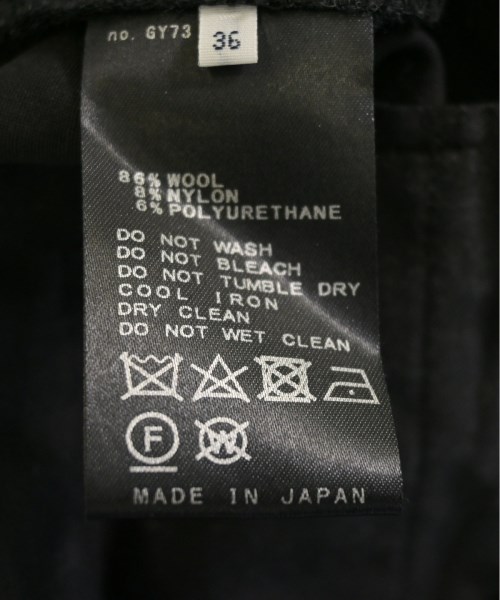 no. GY73
36
86% WOOL
8% NYLON
6% POLYURETHANE
DO NOT WASH
DO NOT BLEACH
DO NOT TUMBLE DRY
COOL IRON
DRY CLEAN
DO NOT WET CLEAN
F W
MADE IN JAPAN